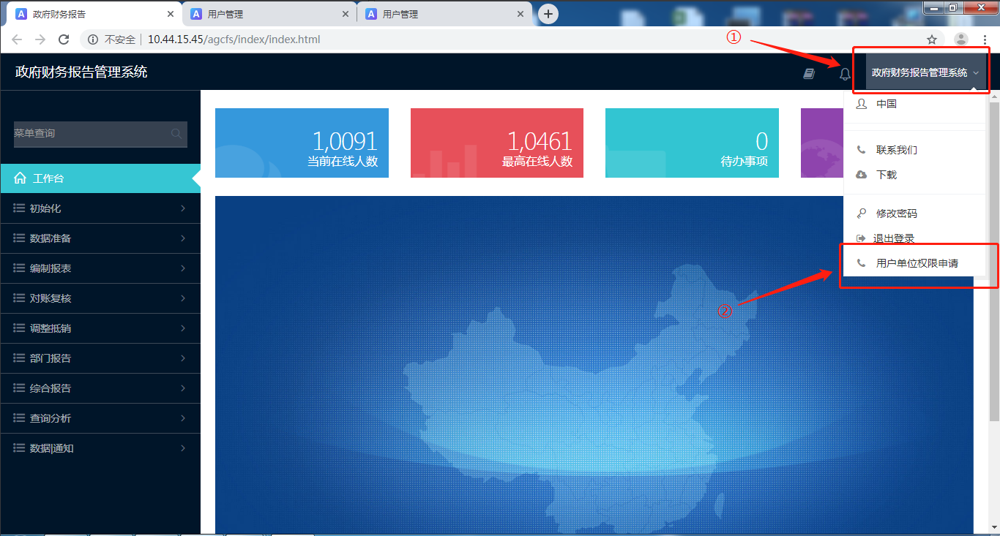 政府财务报告
用户管理
用户管理
不安全 10.44.15.45/agcfs/index/index.html
①
政府财务报告管理系统
政府财务报告管理系统
菜单查询
工作台
初始化
数据准备
编制报表
对账复核
调整抵销
部门报告
综合报告
查询分析
数据|通知
1,0091
当前在线人数
1,0461
最高在线人数
0
待办事项
中国
联系我们
下载
修改密码
退出登录
用户单位权限申请
②